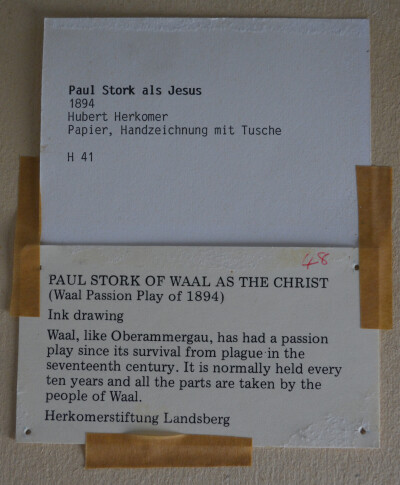 Paul Stork als Jesus
1894
Hubert Herkomer
Papier, Handzeichnung mit Tusche
H 41
48
PAUL STORK OF WAAL AS THE CHRIST
(Waal Passion Play of 1894)
Ink drawing
Waal, like Oberammergau, has had a passion
play since its survival from plague in the
seventeenth century. It is normally held every
ten years and all the parts are taken by the
people of Waal.
Herkomerstiftung Landsberg